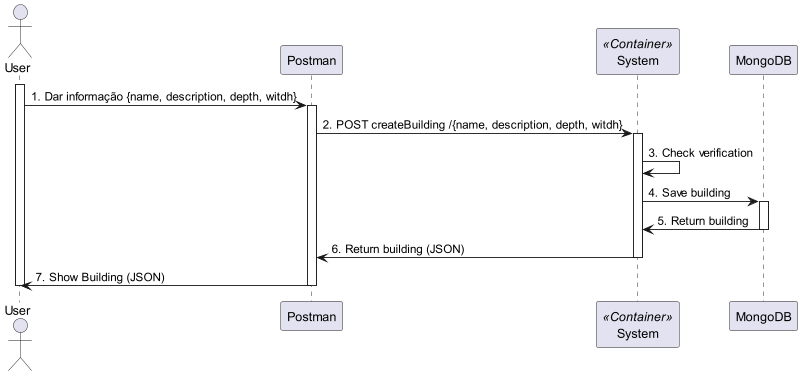 User
Postman
«Container»
System
MongoDB
1. Dar informação {name, description, depth, witdh}
2. POST createBuilding /{name, description, depth, witdh}
3. Check verification
4. Save building
5. Return building
6. Return building (JSON)
7. Show Building (JSON)
User
Postman
«Container»
System
MongoDB